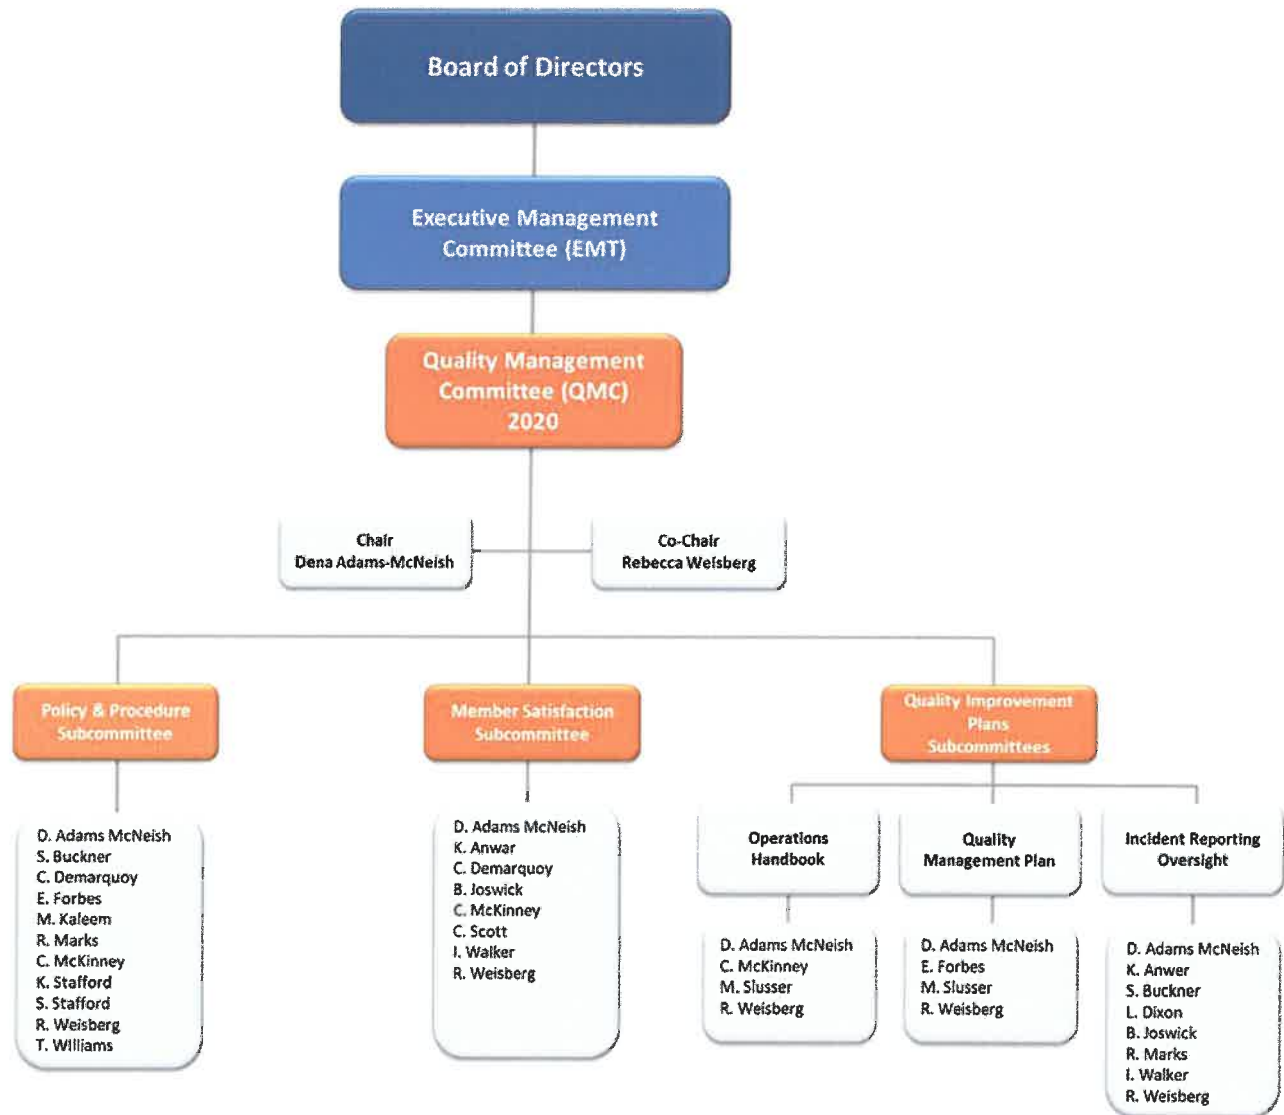 Board of Directors
Executive Management
Committee (EMT)
Quality Management
Committee (QMC)
2020
Chair
Dena Adams-McNeish
Co-Chair
Rebecca Weisberg
Policy & Procedure
Subcommittee
D. Adams McNeish
S. Buckner
C. Demarquoy
E. Forbes
M. Kaleem
R. Marks
C. McKinney
K. Stafford
S. Stafford
R. Weisberg
T. Williams
Member Satisfaction
Subcommittee
D. Adams McNeish
K. Anwar
C. Demarquoy
B. Joswick
C. McKinney
C. Scott
I. Walker
R. Weisberg
Quality Improvement
Plans
Subcommittees
Operations
Handbook
D. Adams McNeish
C. McKinney
M. Slusser
R. Weisberg
Quality
Management Plan
D. Adams McNeish
E. Forbes
M. Slusser
R. Weisberg
Incident Reporting
Oversight
D. Adams McNeish
K. Anwer
S. Buckner
L. Dixon
B. Joswick
R. Marks
I. Walker
R. Weisberg